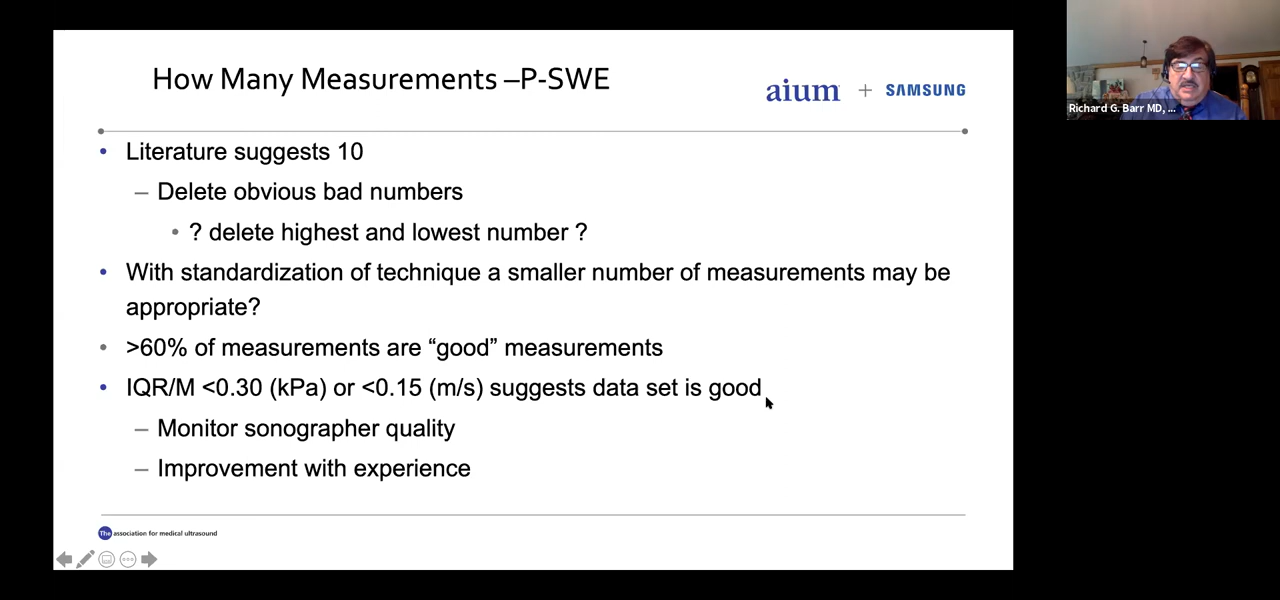 How Many Measurements –P-SWE
aium + SAMSUNG
Richard G. Barr MD, ...
• Literature suggests 10
– Delete obvious bad numbers
• ? delete highest and lowest number ?
• With standardization of technique a smaller number of measurements may be
appropriate?
• >60% of measurements are “good” measurements
• IQR/M <0.30 (kPa) or <0.15 (m/s) suggests data set is good
– Monitor sonographer quality
– Improvement with experience
The association for medical ultrasound